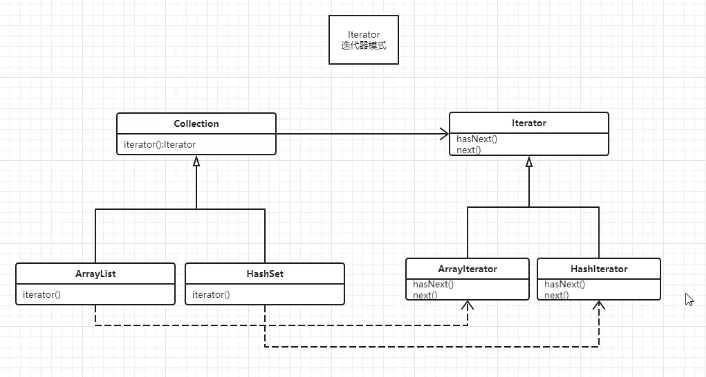 Iterator
迭代器模式
Collection
iterator():Iterator
Iterator
hasNext()
next()
ArrayList
iterator()
HashSet
iterator()
ArrayIterator
hasNext()
next()
HashIterator
hasNext()
next()